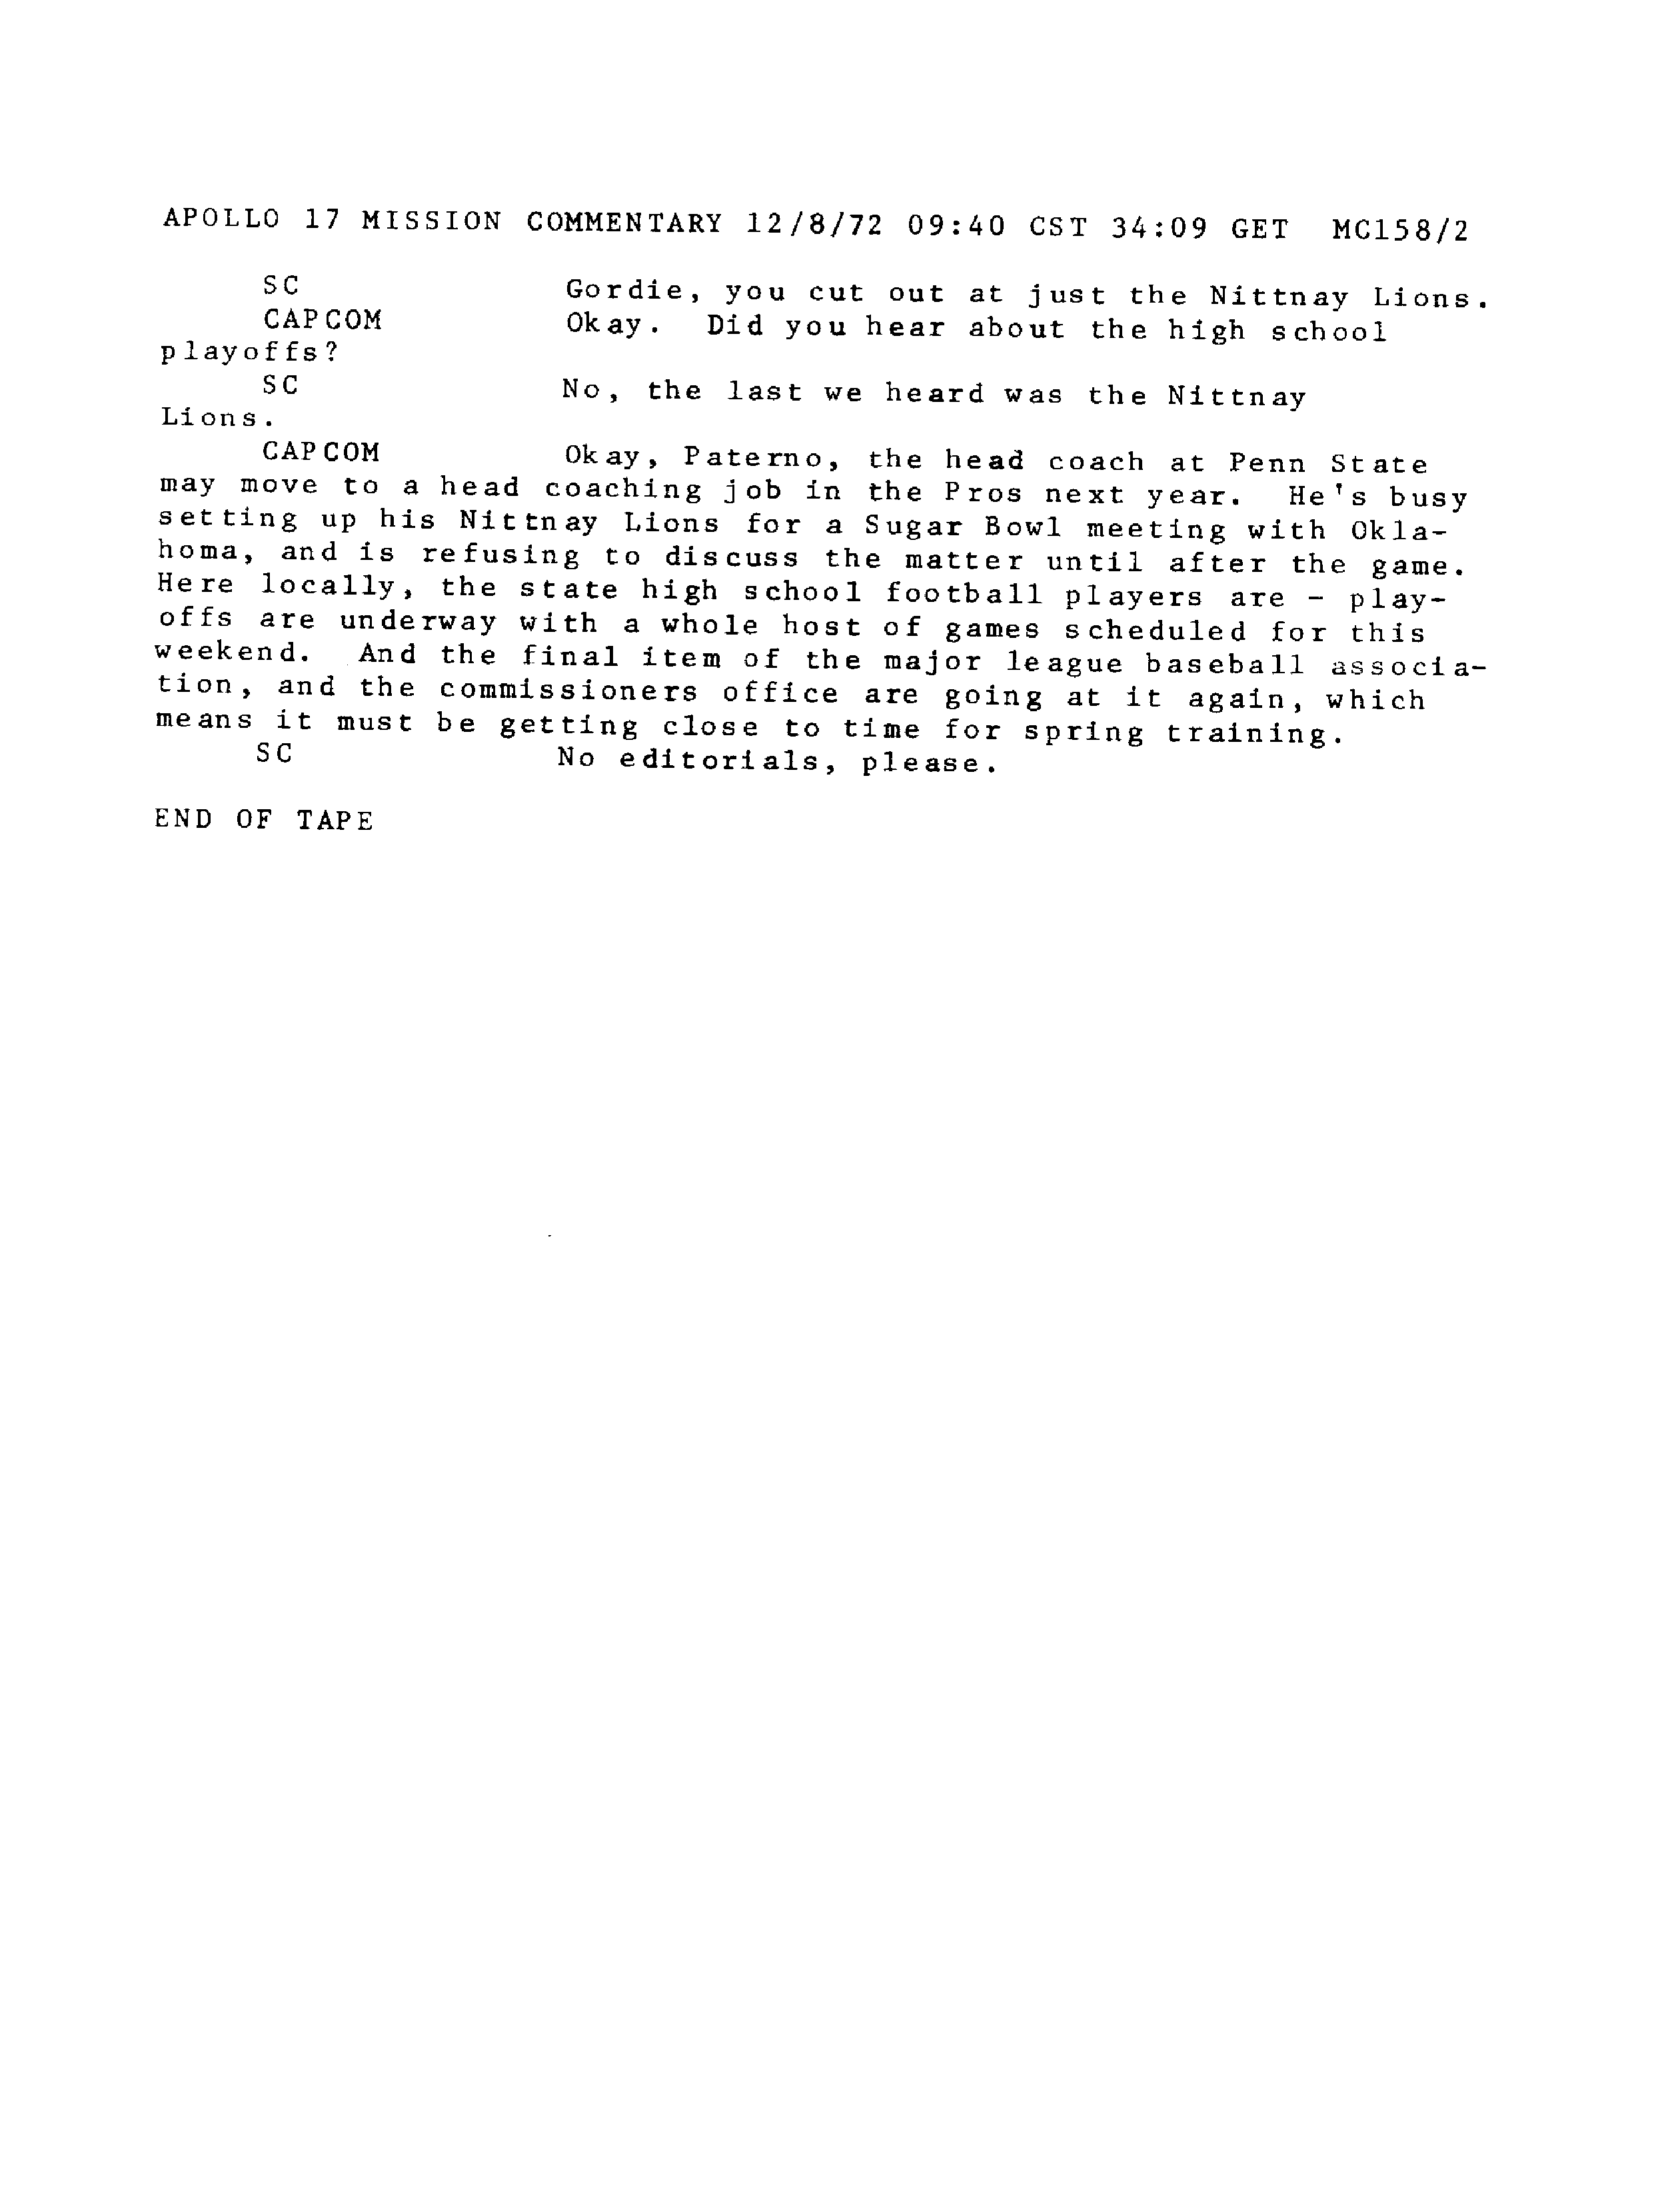 APOLLO 17 MISSION COMMENTARY 12/8/72 09:40 CST 34:09 GET MC158/2
SC Gordie, you cut out at just the Nittnay Lions.
CAPCOM Okay. Did you hear about the high school
playoffs?
SC No, the last we heard was the Nittnay
Lions.
CAPCOM Okay, Paterno, the head coach at Penn State
may move to a head coaching job in the Pros next year. He's busy
setting up his Nittnay Lions for a Sugar Bowl meeting with Okla-
homa, and is refusing to discuss the matter until after the game.
Here locally, the state high school football players are - play-
offs are underway with a whole host of games scheduled for this
weekend. And the final item of the major league baseball associa-
tion, and the commissioners office are going at it again, which
means it must be getting close to time for spring training.
SC No editorials, please.
END OF TAPE